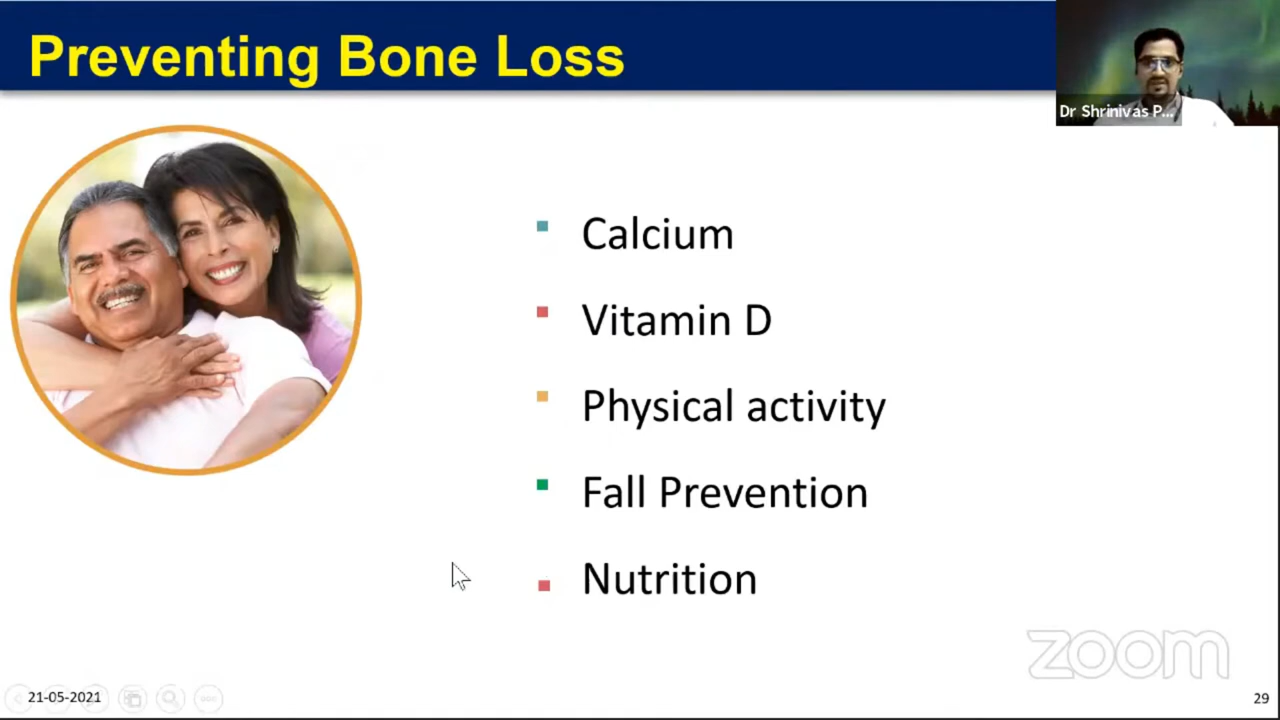 Preventing Bone Loss
Dr Shrinivas P...
Calcium
Vitamin D
Physical activity
Fall Prevention
Nutrition
zoom
21-05-2021
29